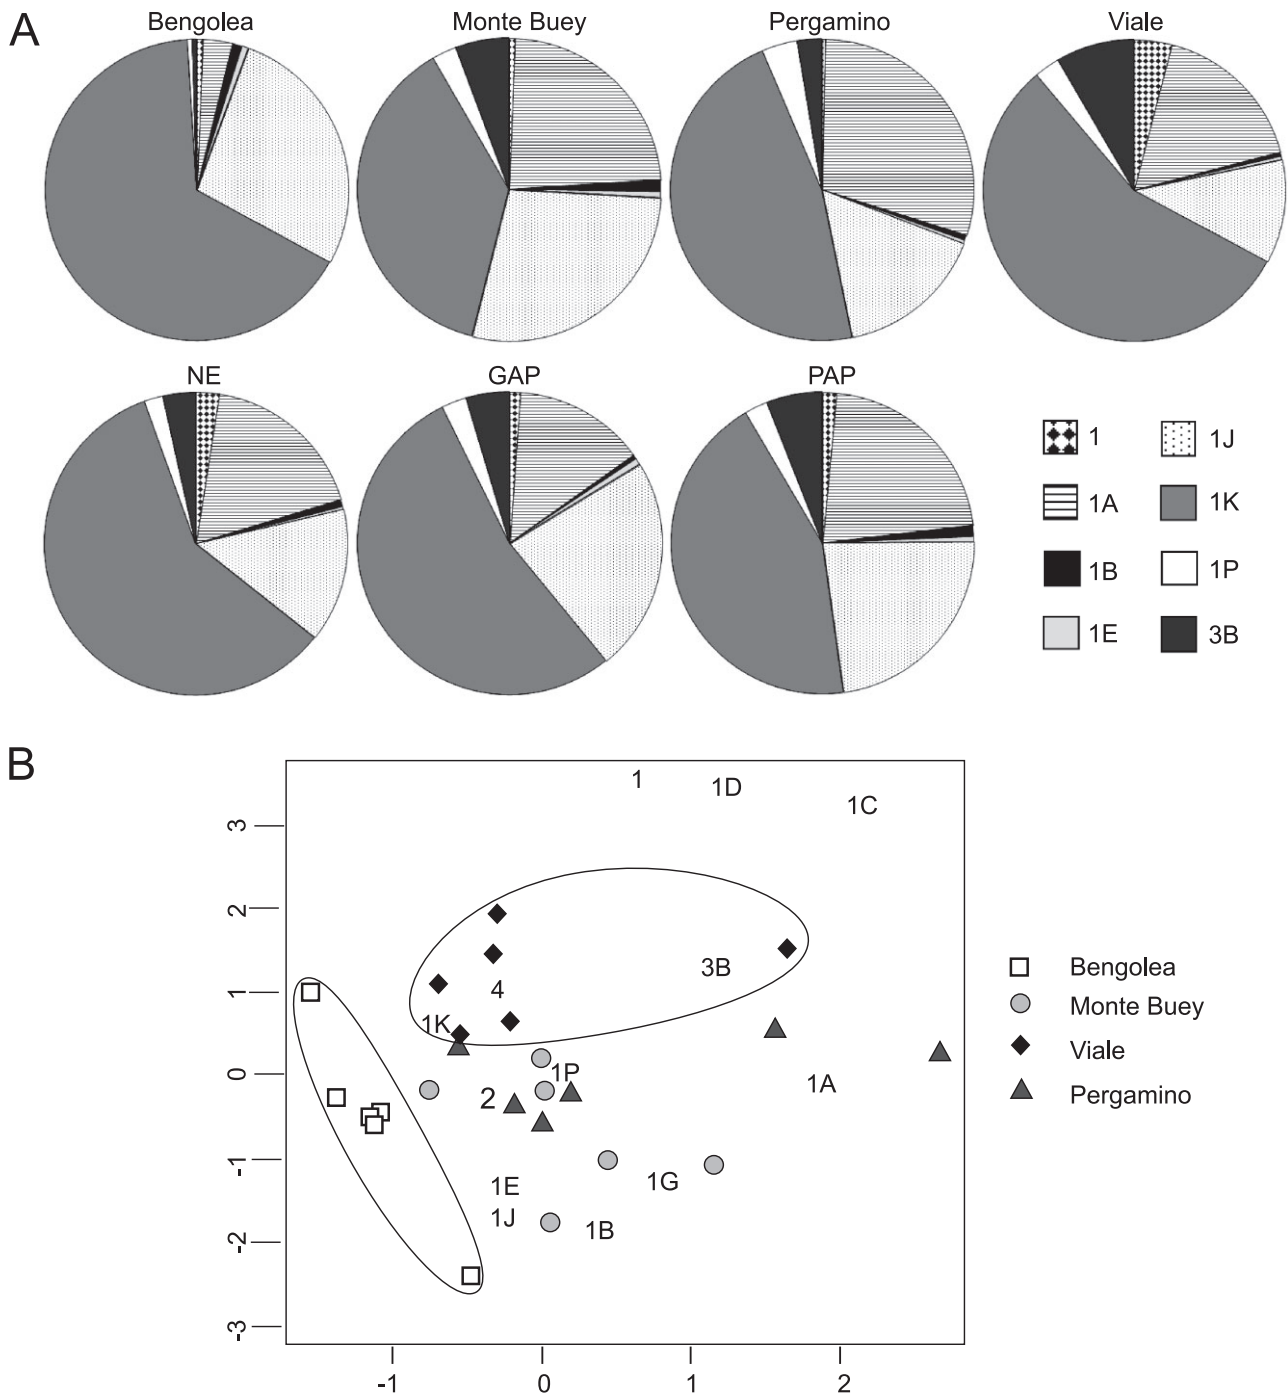 A
Bengolea Monte Buey Pergamino Viale
NE GAP PAP
1 1J
1A 1K
1B 1P
1E 3B
B
1 1D 1C
3
2
1
0
-1
-2
-3
3B
4
1K
1P
1A
2
1E
1G
1J
1B
-1 0 1 2
Bengolea
Monte Buey
Viale
Pergamino